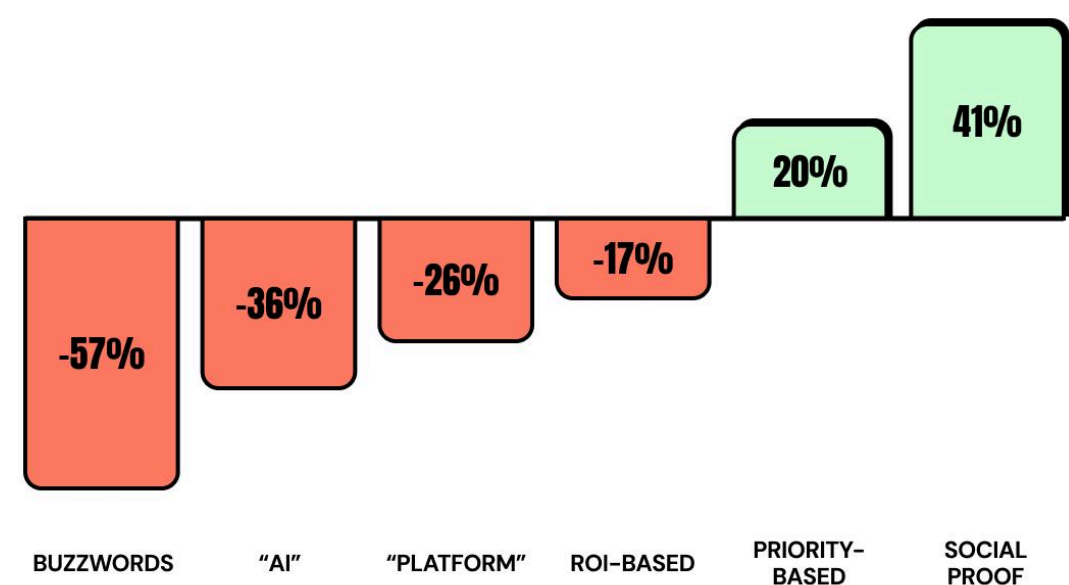 41%
20%
-17%
-26%
-36%
-57%
BUZZWORDS
“AI”
“PLATFORM”
ROI-BASED
PRIORITY-
BASED
SOCIAL
PROOF